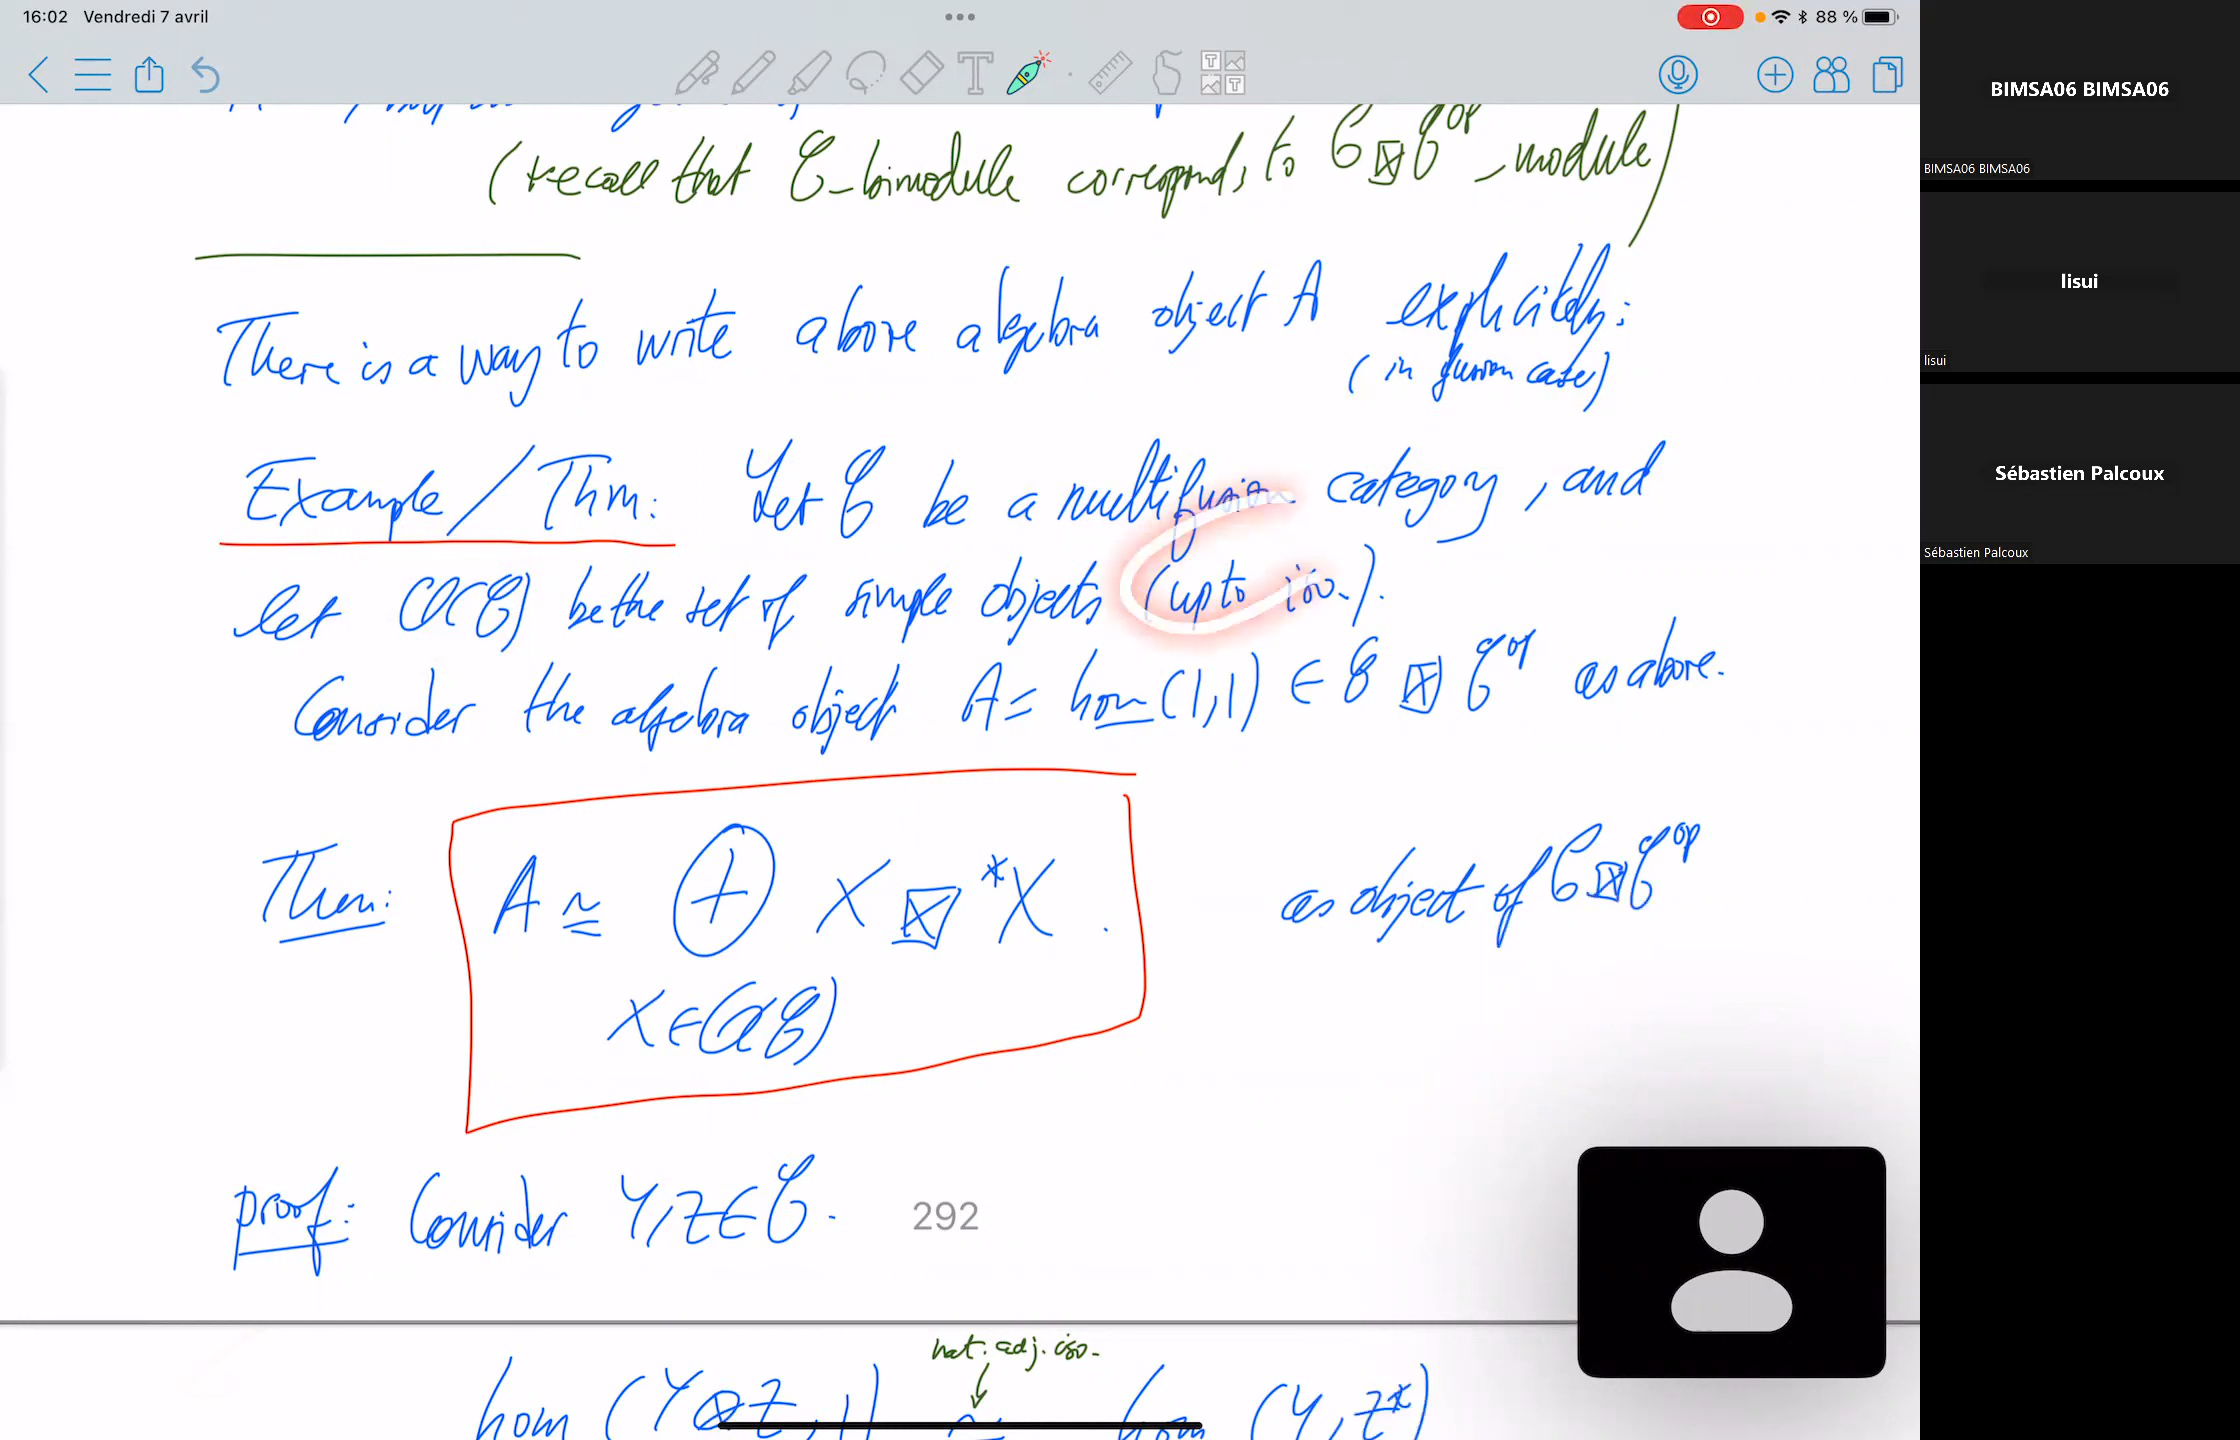 16:02 Vendredi 7 avril
88 %
BIMSA06 BIMSA06
BIMSA06 BIMSA06
lisui
lisui
Sébastien Palcoux
Sébastien Palcoux
(recall that 𝒞-bimodule corresponds to 𝒞⊠𝒞^op-module)
There is a way to write above algebra object A explicitely:
(in fusion case)
Example/Thm: Let 𝒞 be a multifusion category, and
let 𝒪(𝒞) be the set of simple objects (up to iso.).
Consider the algebra object A = hom(1,1) ∈ 𝒞 ⊠ 𝒞^op as above.
Then: A ≃ ⊕ X ⊠ *X . as object of 𝒞⊠𝒞^op
X∈𝒪(𝒞)
proof: Consider Y, Z ∈ 𝒞.
292
nat. adj. iso.
hom (Y⊗Z, 1) ≃ hom (Y, Z*)